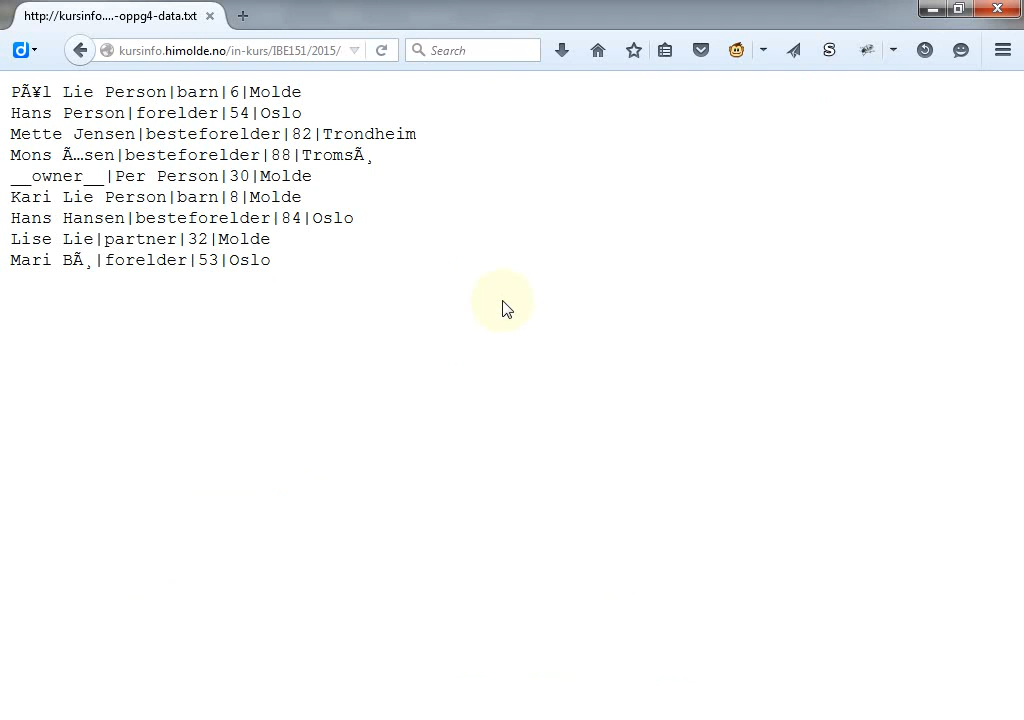 http://kursinfo....-oppg4-data.txt
kursinfo.himolde.no/in-kurs/IBE151/2015/
Search
PÃ¥l Lie Person|barn|6|Molde
Hans Person|forelder|54|Oslo
Mette Jensen|besteforelder|82|Trondheim
Mons Ã…sen|besteforelder|88|TromsÃ¸
__owner__|Per Person|30|Molde
Kari Lie Person|barn|8|Molde
Hans Hansen|besteforelder|84|Oslo
Lise Lie|partner|32|Molde
Mari BÃ¸|forelder|53|Oslo